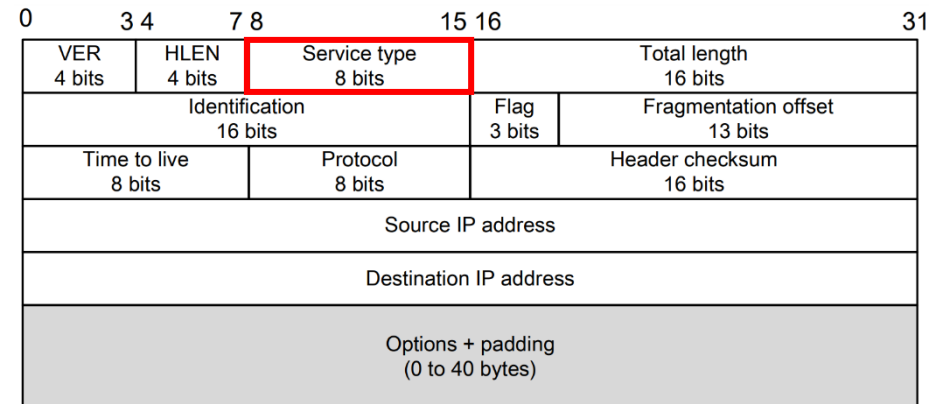 0 3 4 7 8 15 16 31
VER HLEN Service type Total length
4 bits 4 bits 8 bits 16 bits
Identification Flag Fragmentation offset
16 bits 3 bits 13 bits
Time to live Protocol Header checksum
8 bits 8 bits 16 bits
Source IP address
Destination IP address
Options + padding
(0 to 40 bytes)